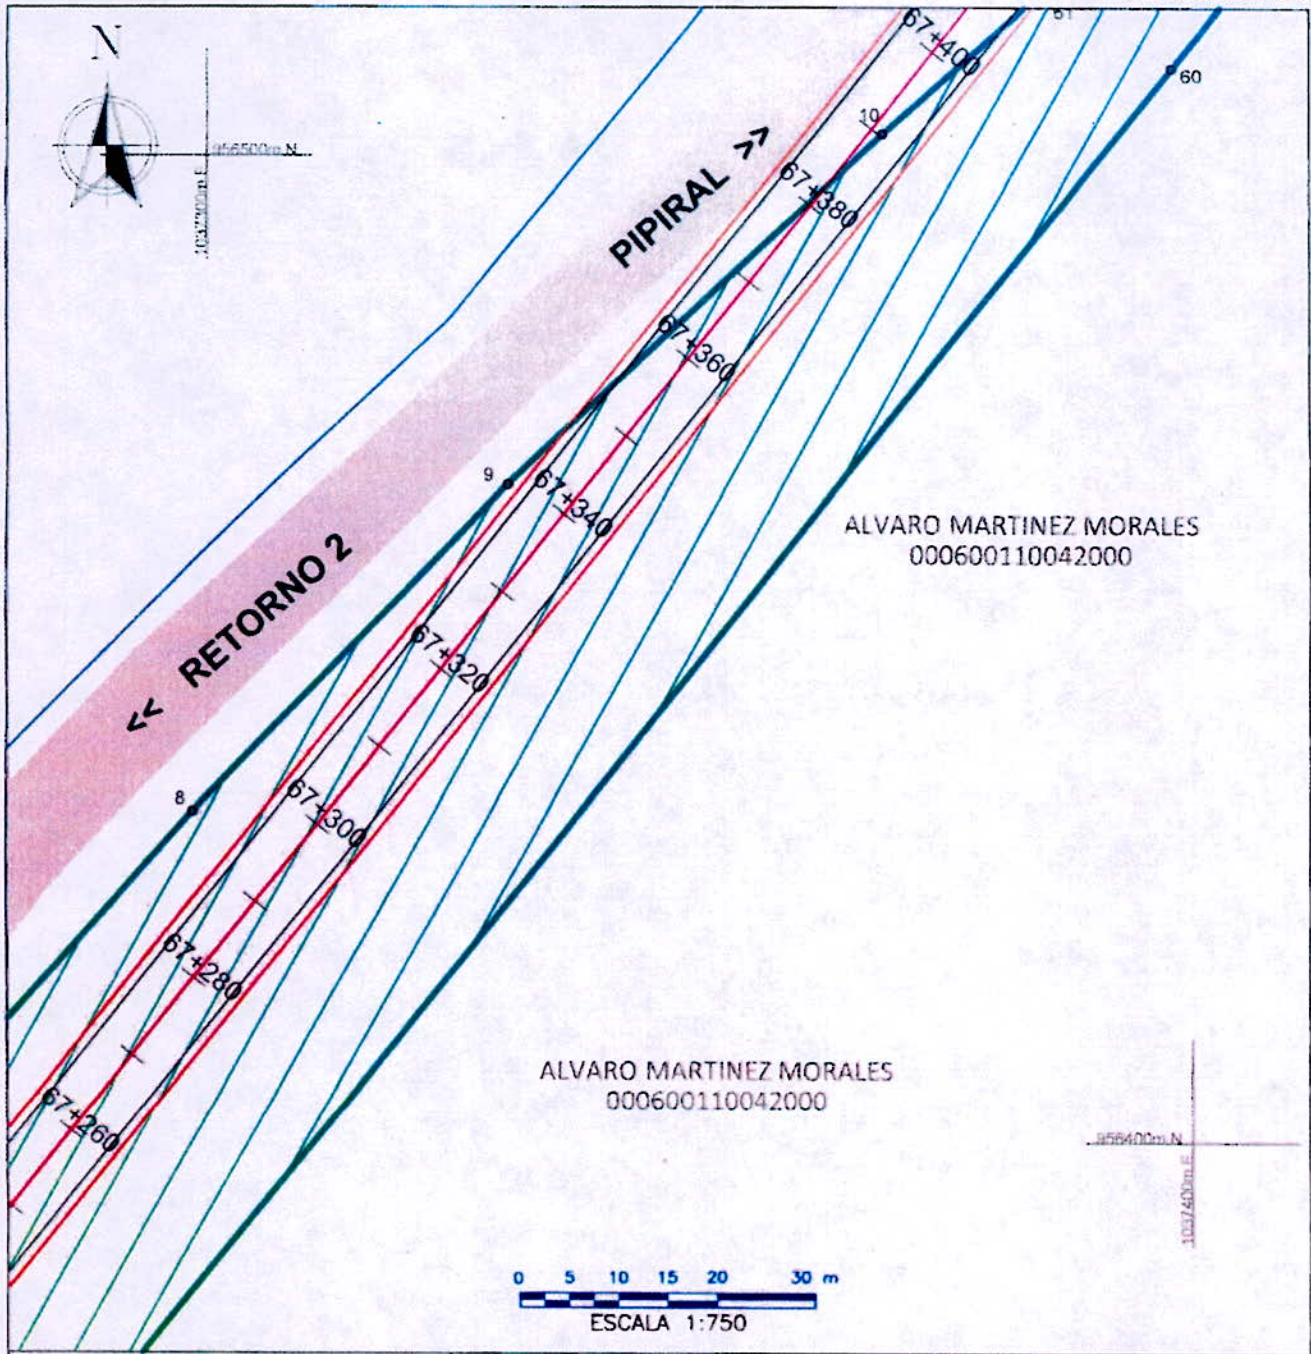 N
956500m N
1037300m E
67+400
61
60
10
PIPIRAL >>
67+380
67+360
9
67+340
ALVARO MARTINEZ MORALES
000600110042000
<< RETORNO 2
67+320
8
67+300
67+280
67+260
ALVARO MARTINEZ MORALES
000600110042000
956400m N
1037400m E
0 5 10 15 20 30 m
ESCALA 1:750